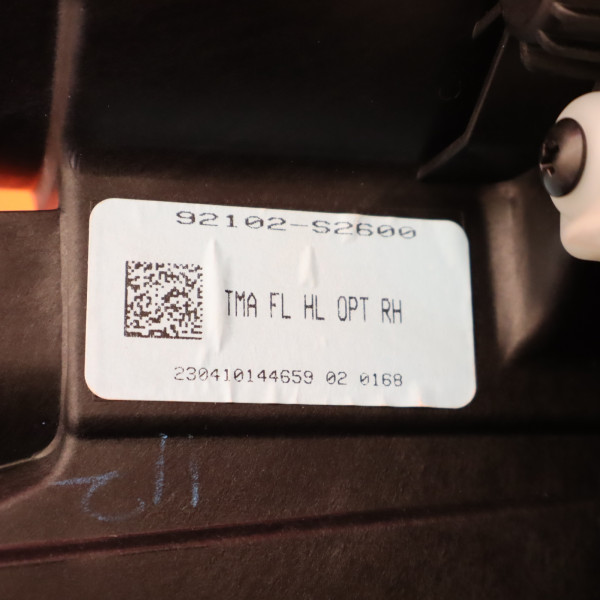 92102-S2600
TMA FL HL OPT RH
230410144659 02 0168